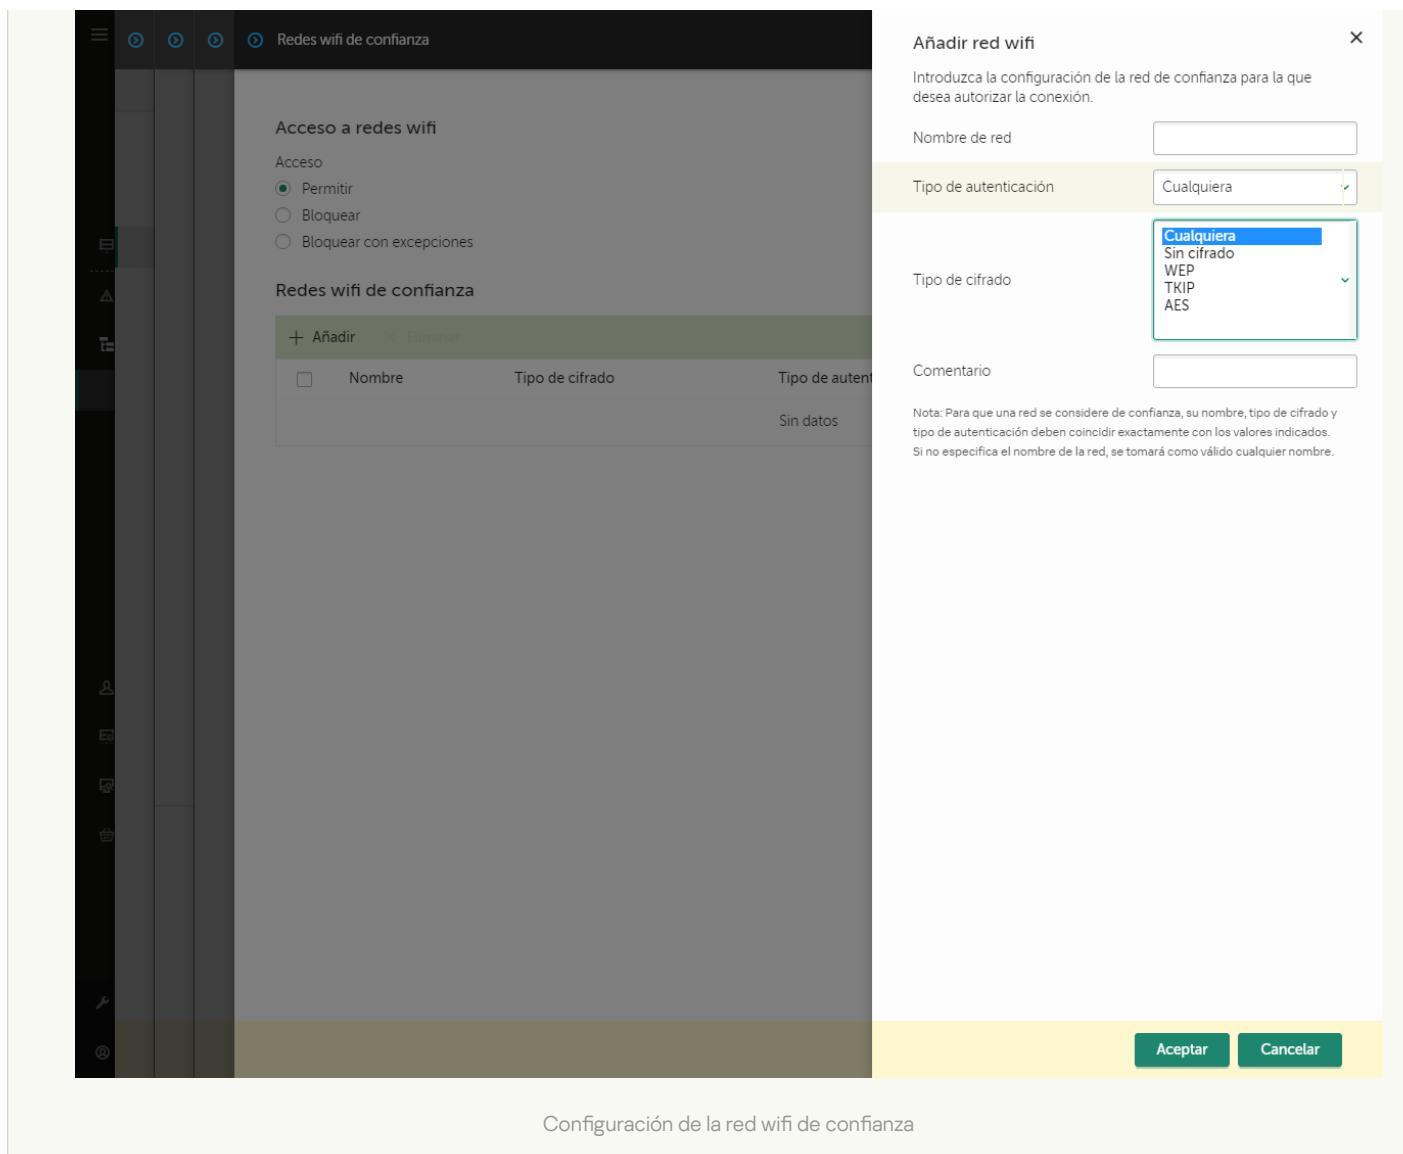 Redes wifi de confianza
Acceso a redes wifi
Acceso
Permitir
Bloquear
Bloquear con excepciones
Redes wifi de confianza
Añadir Eliminar
Nombre Tipo de cifrado Tipo de autent
Sin datos
Añadir red wifi
Introduzca la configuración de la red de confianza para la que
desea autorizar la conexión.
Nombre de red
Tipo de autenticación Cualquiera
Tipo de cifrado
Cualquiera
Sin cifrado
WEP
TKIP
AES
Comentario
Nota: Para que una red se considere de confianza, su nombre, tipo de cifrado y
tipo de autenticación deben coincidir exactamente con los valores indicados.
Si no especifica el nombre de la red, se tomará como válido cualquier nombre.
Aceptar Cancelar
Configuración de la red wifi de confianza